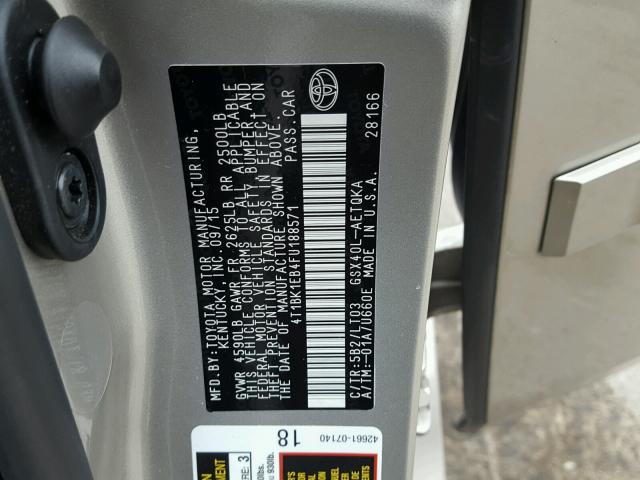 MFD.BY:TOYOTA MOTOR MANUFACTURING,
KENTUCKY, INC. 09/15
GVWR 4590LB GAWR FR 2625LB RR 2500LB
THIS VEHICLE CONFORMS TO ALL APPLICABLE
FEDERAL MOTOR VEHICLE SAFETY, BUMPER, AND
THEFT PREVENTION STANDARDS IN EFFECT ON
THE DATE OF MANUFACTURE SHOWN ABOVE.
4T1BK1EB4FU188571 PASS.CAR
28166
C/TR:5B2/LT03 GSX40L-AETQKA
A/TM:-01A/U660E MADE IN U.S.A.
42661-07140
18